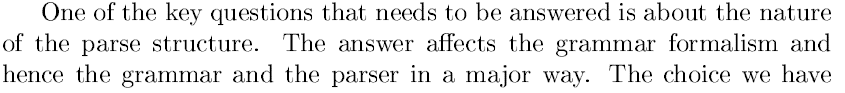 One of the key questions that needs to be answered is about the nature
of the parse structure. The answer affects the grammar formalism and
hence the grammar and the parser in a major way. The choice we have